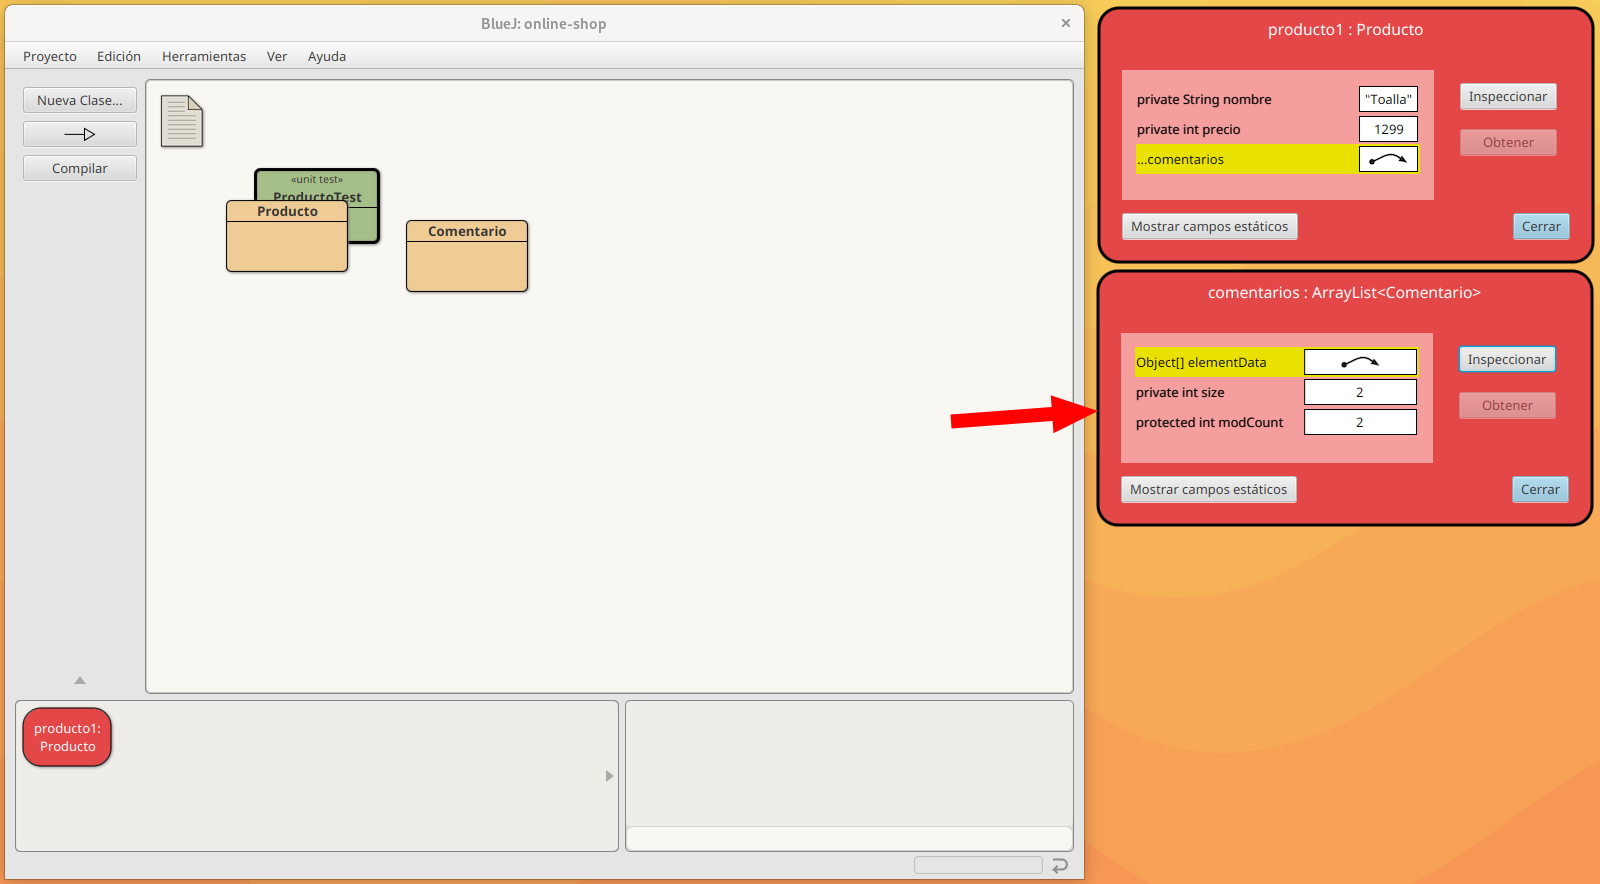 BlueJ: online-shop
Proyecto Edición Herramientas Ver Ayuda
Nueva Clase...
Compilar
«unit test»
ProductoTest
Producto
Comentario
producto1:
Producto
producto1 : Producto
private String nombre "Toalla"
private int precio 1299
...comentarios
Inspeccionar
Obtener
Mostrar campos estáticos
Cerrar
comentarios : ArrayList<Comentario>
Object[] elementData
private int size 2
protected int modCount 2
Inspeccionar
Obtener
Mostrar campos estáticos
Cerrar